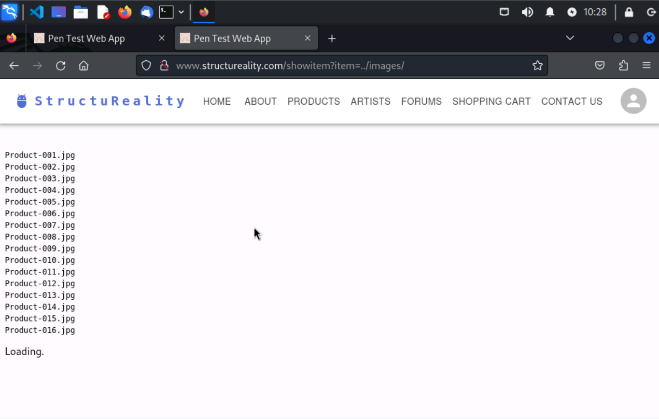 10:28
Pen Test Web App
Pen Test Web App
www.structureality.com/showitem?item=../images/
StructuReality HOME ABOUT PRODUCTS ARTISTS FORUMS SHOPPING CART CONTACT US
Product-001.jpg
Product-002.jpg
Product-003.jpg
Product-004.jpg
Product-005.jpg
Product-006.jpg
Product-007.jpg
Product-008.jpg
Product-009.jpg
Product-010.jpg
Product-011.jpg
Product-012.jpg
Product-013.jpg
Product-014.jpg
Product-015.jpg
Product-016.jpg
Loading.